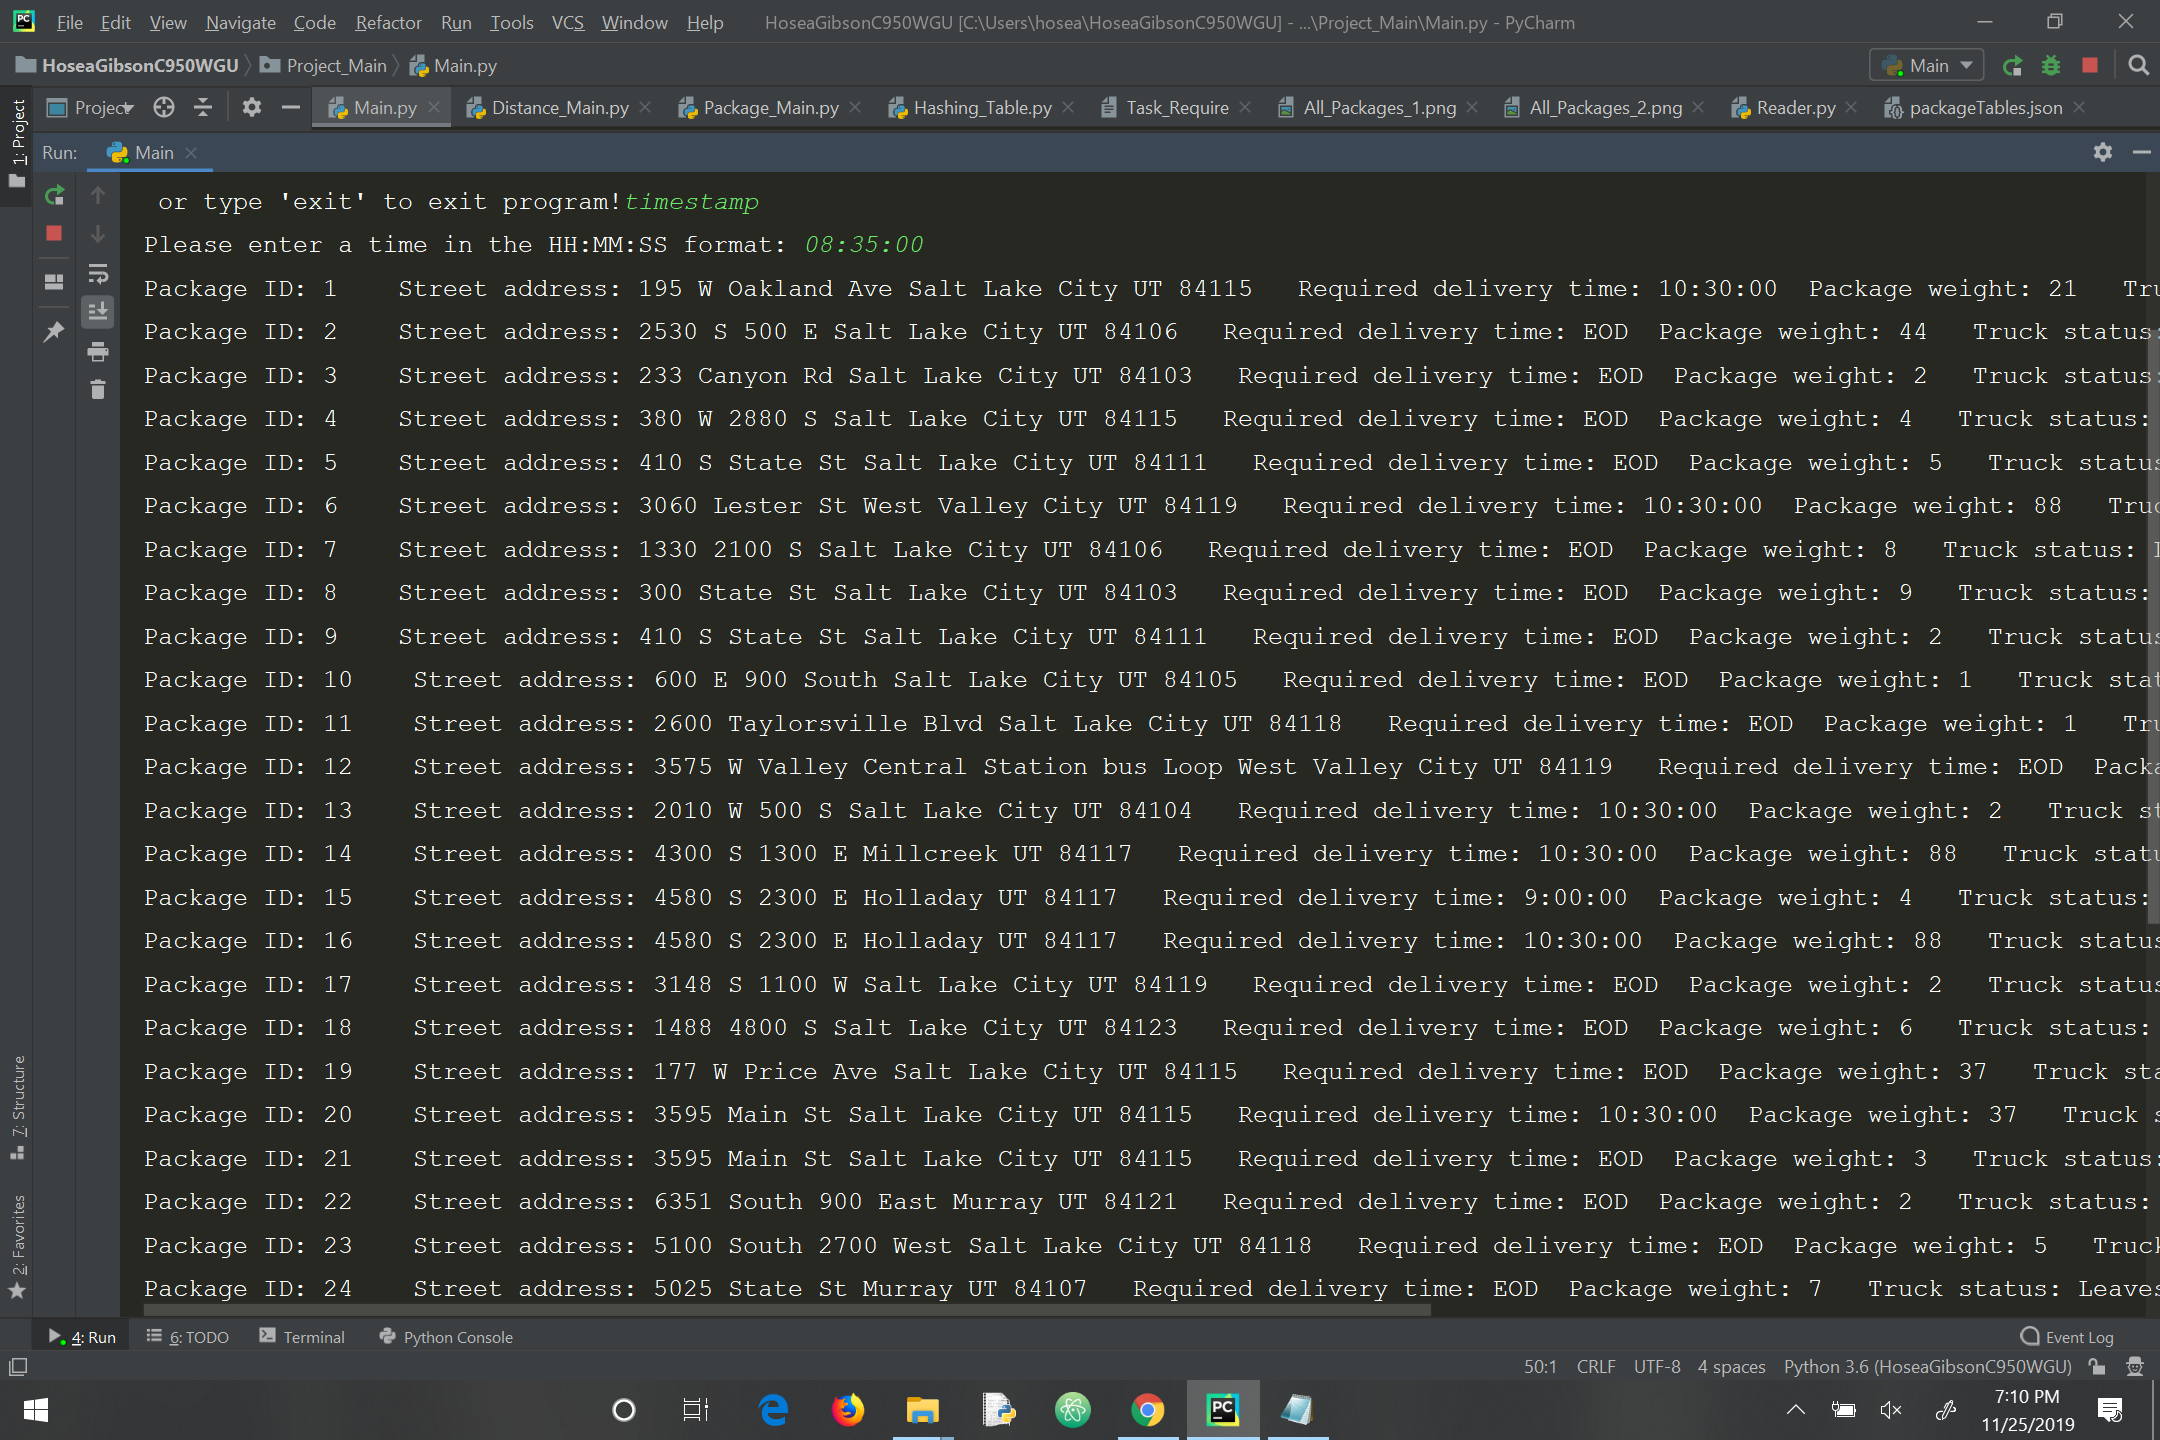 File Edit View Navigate Code Refactor Run Tools VCS Window Help HoseaGibsonC950WGU [C:\Users\hosea\HoseaGibsonC950WGU] - ...\Project_Main\Main.py - PyCharm
HoseaGibsonC950WGU Project_Main Main.py Main
Project Main.py Distance_Main.py Package_Main.py Hashing_Table.py Task_Require All_Packages_1.png All_Packages_2.png Reader.py packageTables.json
1: Project
Run: Main
or type 'exit' to exit program!timestamp
Please enter a time in the HH:MM:SS format: 08:35:00
Package ID: 1 Street address: 195 W Oakland Ave Salt Lake City UT 84115 Required delivery time: 10:30:00 Package weight: 21 Tru
Package ID: 2 Street address: 2530 S 500 E Salt Lake City UT 84106 Required delivery time: EOD Package weight: 44 Truck status:
Package ID: 3 Street address: 233 Canyon Rd Salt Lake City UT 84103 Required delivery time: EOD Package weight: 2 Truck status:
Package ID: 4 Street address: 380 W 2880 S Salt Lake City UT 84115 Required delivery time: EOD Package weight: 4 Truck status:
Package ID: 5 Street address: 410 S State St Salt Lake City UT 84111 Required delivery time: EOD Package weight: 5 Truck status
Package ID: 6 Street address: 3060 Lester St West Valley City UT 84119 Required delivery time: 10:30:00 Package weight: 88 Truc
Package ID: 7 Street address: 1330 2100 S Salt Lake City UT 84106 Required delivery time: EOD Package weight: 8 Truck status:
Package ID: 8 Street address: 300 State St Salt Lake City UT 84103 Required delivery time: EOD Package weight: 9 Truck status:
Package ID: 9 Street address: 410 S State St Salt Lake City UT 84111 Required delivery time: EOD Package weight: 2 Truck status
Package ID: 10 Street address: 600 E 900 South Salt Lake City UT 84105 Required delivery time: EOD Package weight: 1 Truck stat
Package ID: 11 Street address: 2600 Taylorsville Blvd Salt Lake City UT 84118 Required delivery time: EOD Package weight: 1 Tru
Package ID: 12 Street address: 3575 W Valley Central Station bus Loop West Valley City UT 84119 Required delivery time: EOD Packa
Package ID: 13 Street address: 2010 W 500 S Salt Lake City UT 84104 Required delivery time: 10:30:00 Package weight: 2 Truck st
Package ID: 14 Street address: 4300 S 1300 E Millcreek UT 84117 Required delivery time: 10:30:00 Package weight: 88 Truck statu
Package ID: 15 Street address: 4580 S 2300 E Holladay UT 84117 Required delivery time: 9:00:00 Package weight: 4 Truck status:
Package ID: 16 Street address: 4580 S 2300 E Holladay UT 84117 Required delivery time: 10:30:00 Package weight: 88 Truck status
Package ID: 17 Street address: 3148 S 1100 W Salt Lake City UT 84119 Required delivery time: EOD Package weight: 2 Truck status
Package ID: 18 Street address: 1488 4800 S Salt Lake City UT 84123 Required delivery time: EOD Package weight: 6 Truck status:
Package ID: 19 Street address: 177 W Price Ave Salt Lake City UT 84115 Required delivery time: EOD Package weight: 37 Truck sta
Package ID: 20 Street address: 3595 Main St Salt Lake City UT 84115 Required delivery time: 10:30:00 Package weight: 37 Truck s
Package ID: 21 Street address: 3595 Main St Salt Lake City UT 84115 Required delivery time: EOD Package weight: 3 Truck status:
Package ID: 22 Street address: 6351 South 900 East Murray UT 84121 Required delivery time: EOD Package weight: 2 Truck status:
Package ID: 23 Street address: 5100 South 2700 West Salt Lake City UT 84118 Required delivery time: EOD Package weight: 5 Truck
Package ID: 24 Street address: 5025 State St Murray UT 84107 Required delivery time: EOD Package weight: 7 Truck status: Leaves
7: Structure
2: Favorites
4: Run 6: TODO Terminal Python Console Event Log
50:1 CRLF UTF-8 4 spaces Python 3.6 (HoseaGibsonC950WGU)
PC
7:10 PM
11/25/2019